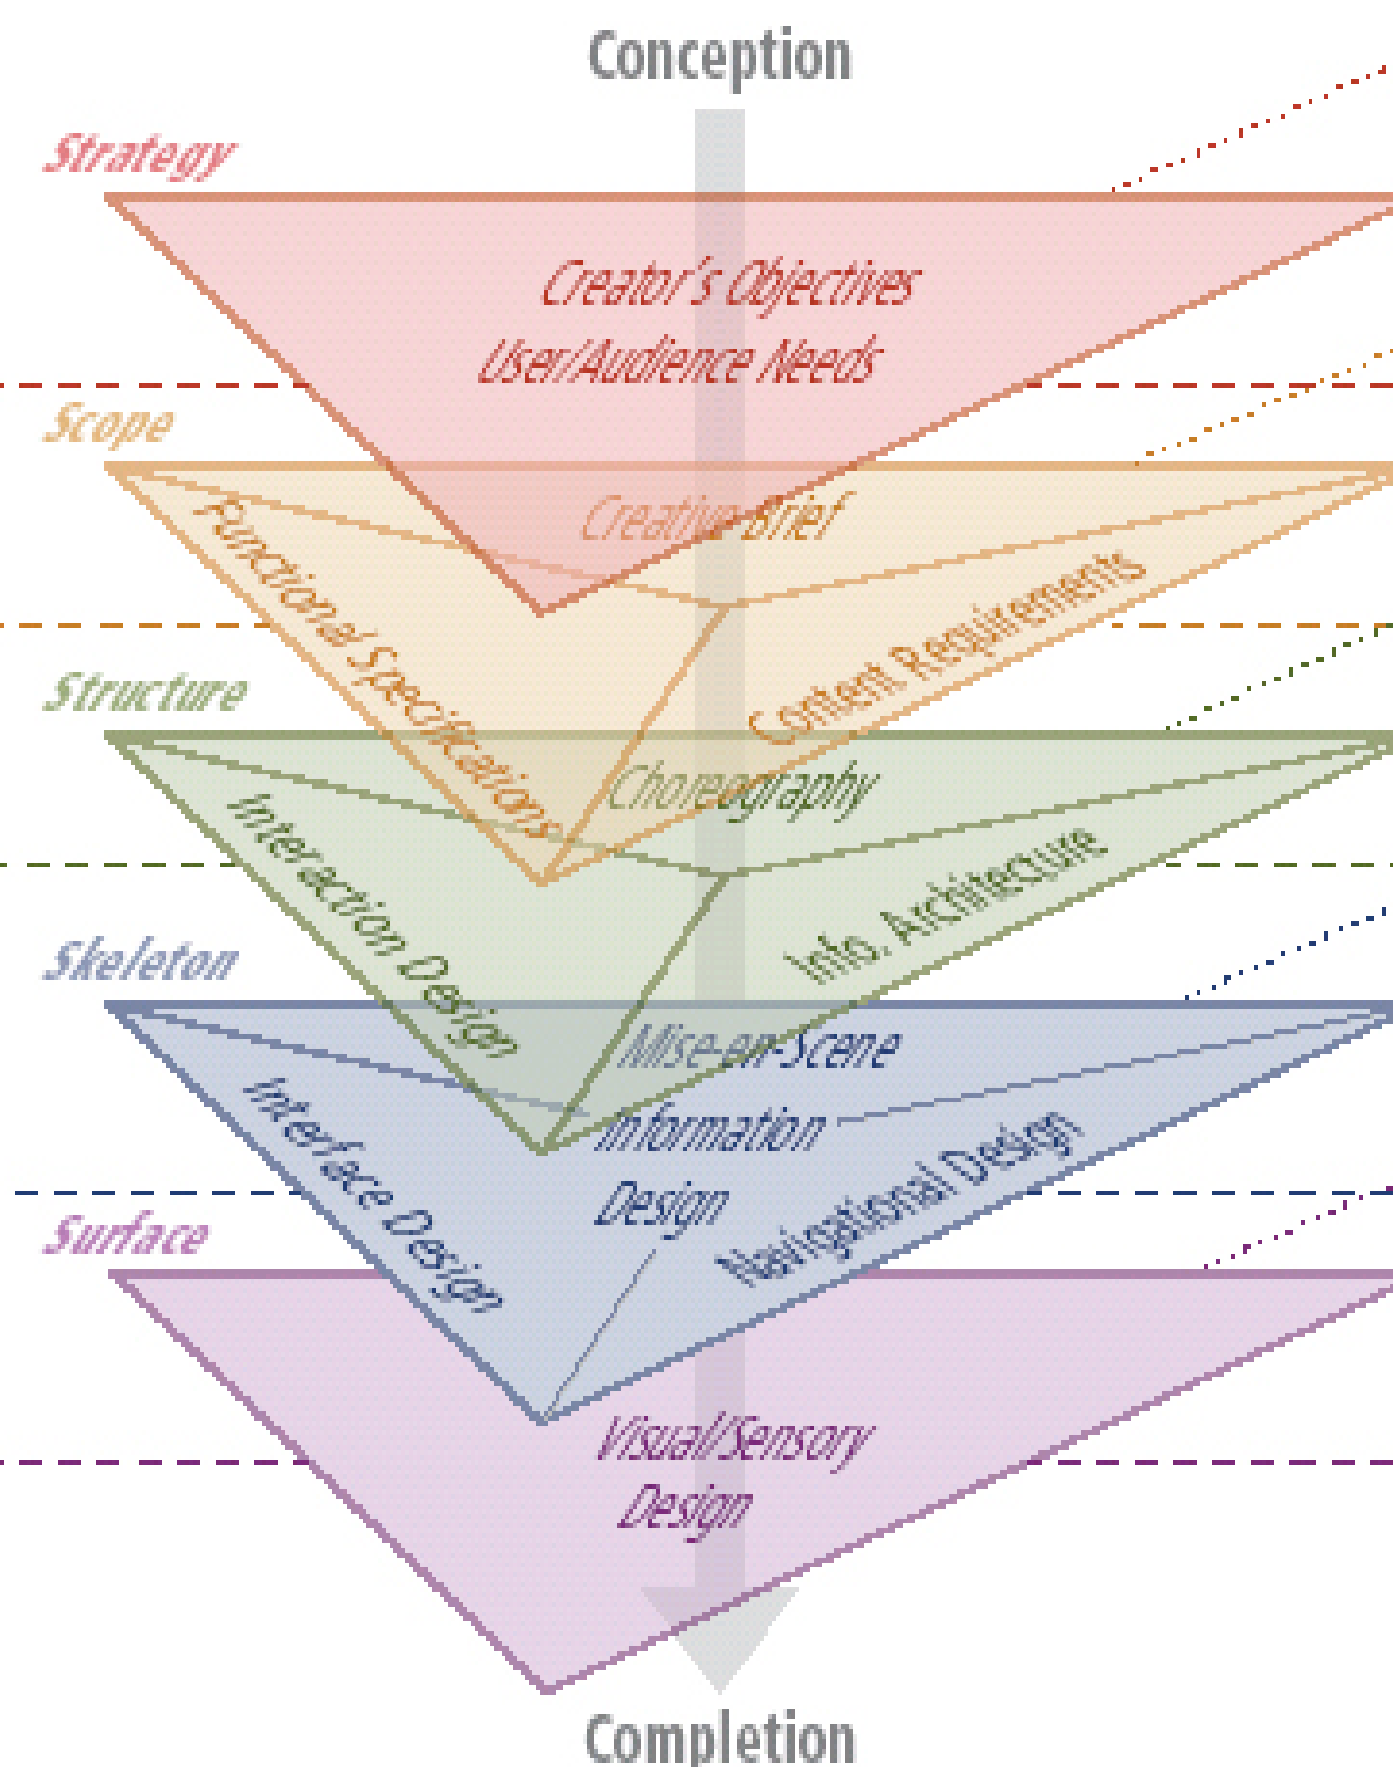 Conception
Strategy
Creator's Objectives
User/Audience Needs
Scope
Creative Brief
Functional Specifications
Content Requirements
Structure
Choreography
Interaction Design
Info. Architecture
Skeleton
Mise-en-Scene
Information
Design
Interface Design
Navigational Design
Surface
Visual/Sensory
Design
Completion